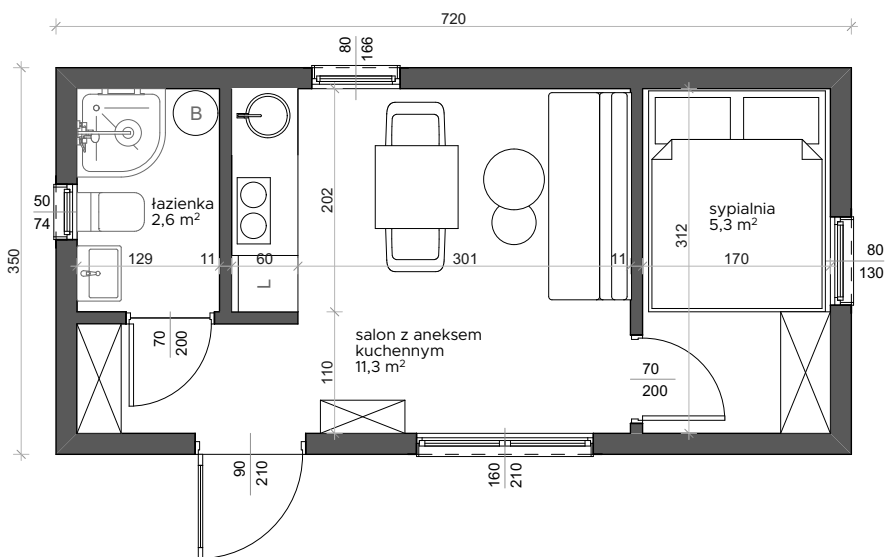 720
80
166
B
łazienka
2,6 m²
50
74
202
sypialnia
5,3 m²
312
350
129
11
60
301
11
170
80
130
L
salon z aneksem
kuchennym
11,3 m²
70
200
110
70
200
90
210
160
210